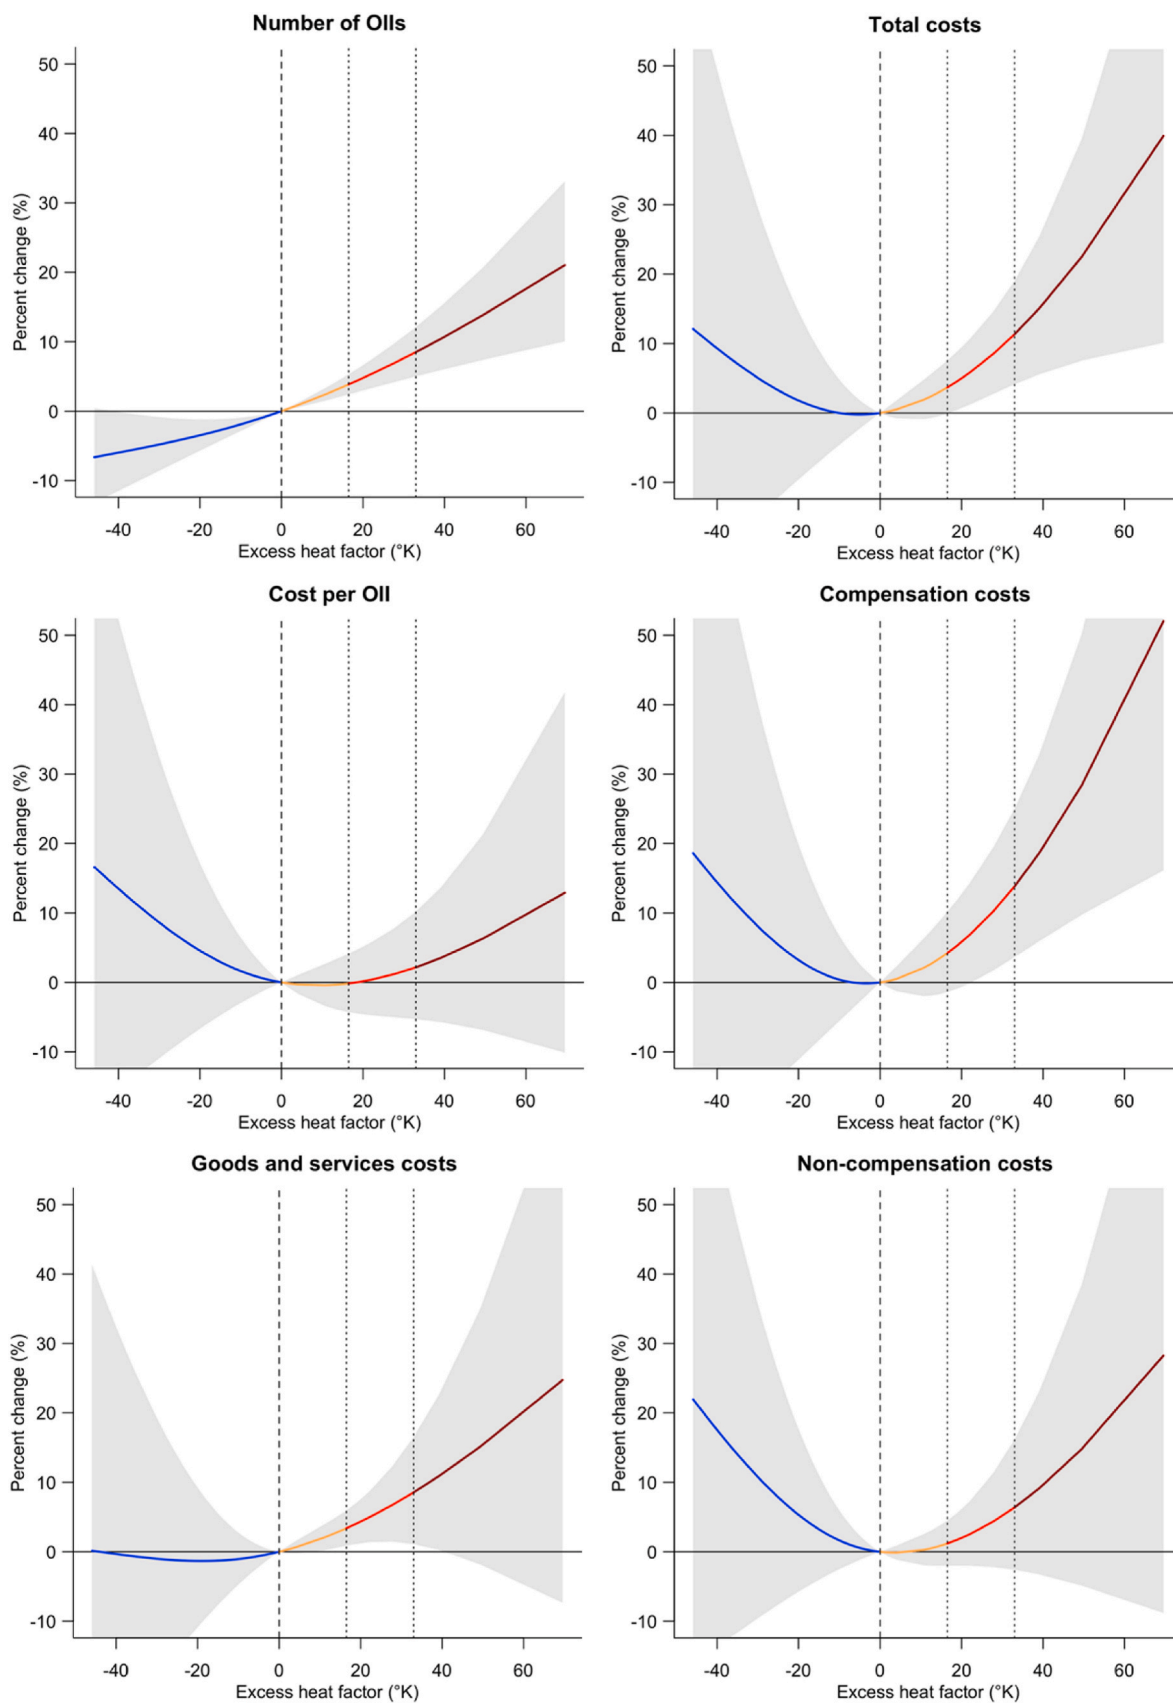 Number of OIIs
Percent change (%)
50
40
30
20
10
0
-10
-40 -20 0 20 40 60
Excess heat factor (°K)
Total costs
Percent change (%)
50
40
30
20
10
0
-10
-40 -20 0 20 40 60
Excess heat factor (°K)
Cost per OII
Percent change (%)
50
40
30
20
10
0
-10
-40 -20 0 20 40 60
Excess heat factor (°K)
Compensation costs
Percent change (%)
50
40
30
20
10
0
-10
-40 -20 0 20 40 60
Excess heat factor (°K)
Goods and services costs
Percent change (%)
50
40
30
20
10
0
-10
-40 -20 0 20 40 60
Excess heat factor (°K)
Non-compensation costs
Percent change (%)
50
40
30
20
10
0
-10
-40 -20 0 20 40 60
Excess heat factor (°K)